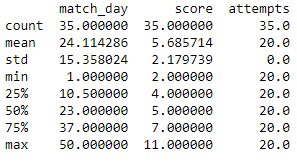 match_day score attempts
count 35.000000 35.000000 35.0
mean 24.114286 5.685714 20.0
std 15.358024 2.179739 0.0
min 1.000000 2.000000 20.0
25% 10.500000 4.000000 20.0
50% 23.000000 5.000000 20.0
75% 37.000000 7.000000 20.0
max 50.000000 11.000000 20.0